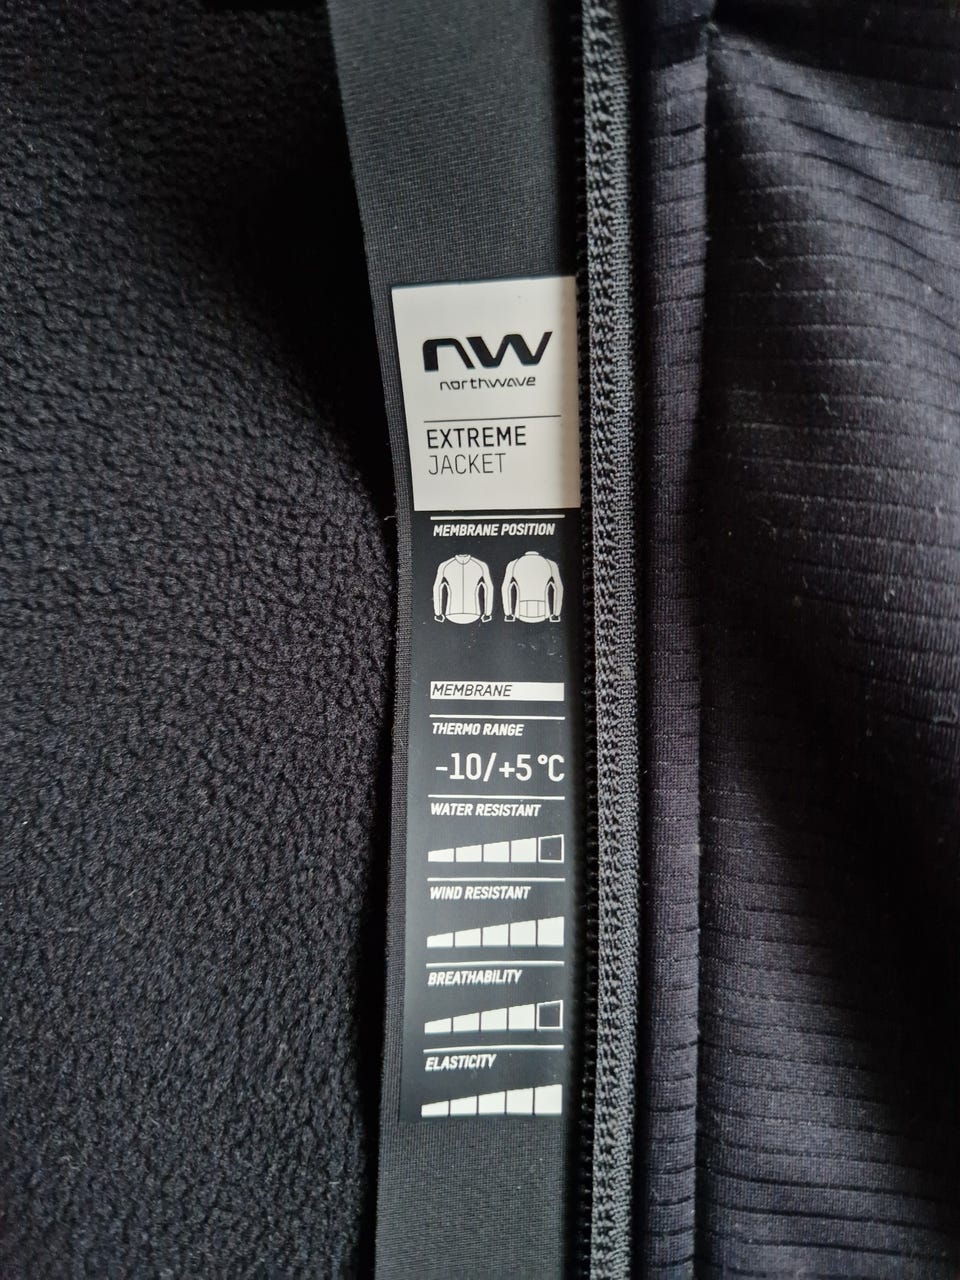 nw
northwave
EXTREME
JACKET
MEMBRANE POSITION
MEMBRANE
THERMO RANGE
-10/+5°C
WATER RESISTANT
WIND RESISTANT
BREATHABILITY
ELASTICITY